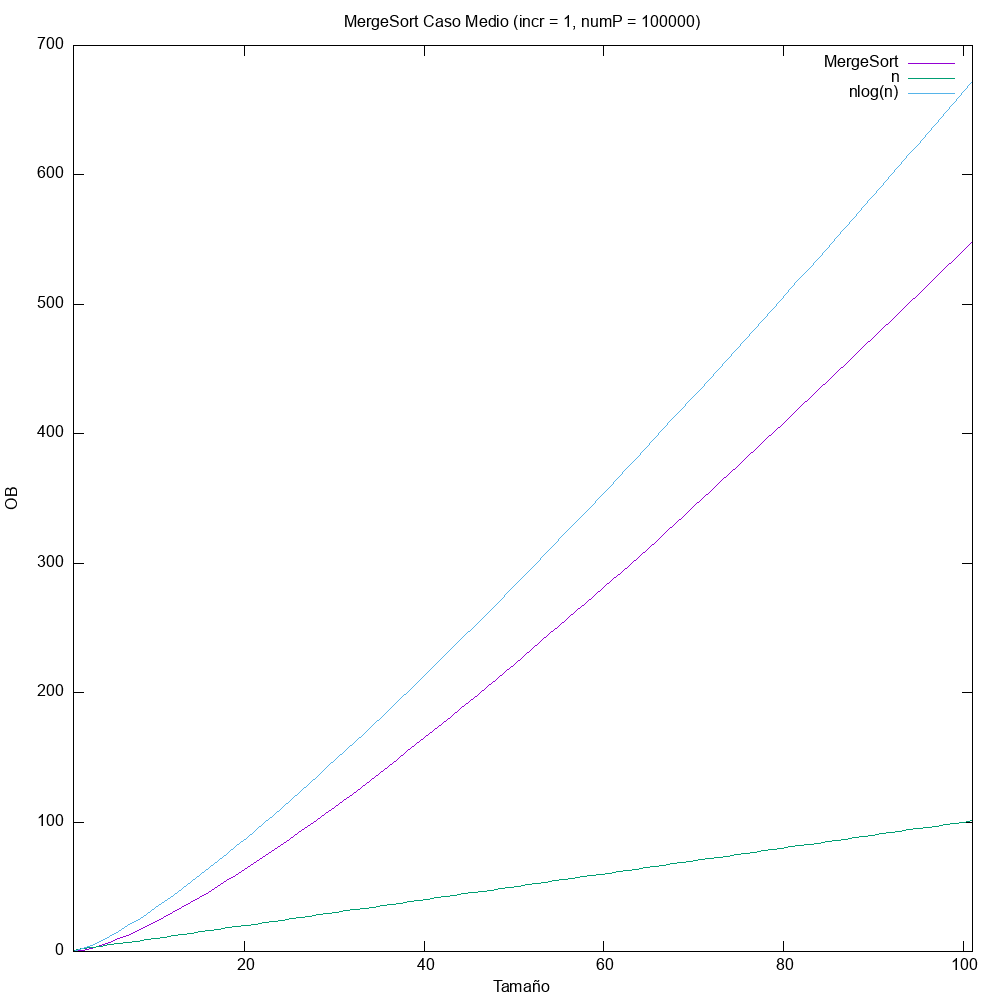 MergeSort Caso Medio (incr = 1, numP = 100000)
700
600
500
400
300
200
100
0
OB
MergeSort
n
nlog(n)
20
40
60
80
100
Tamaño